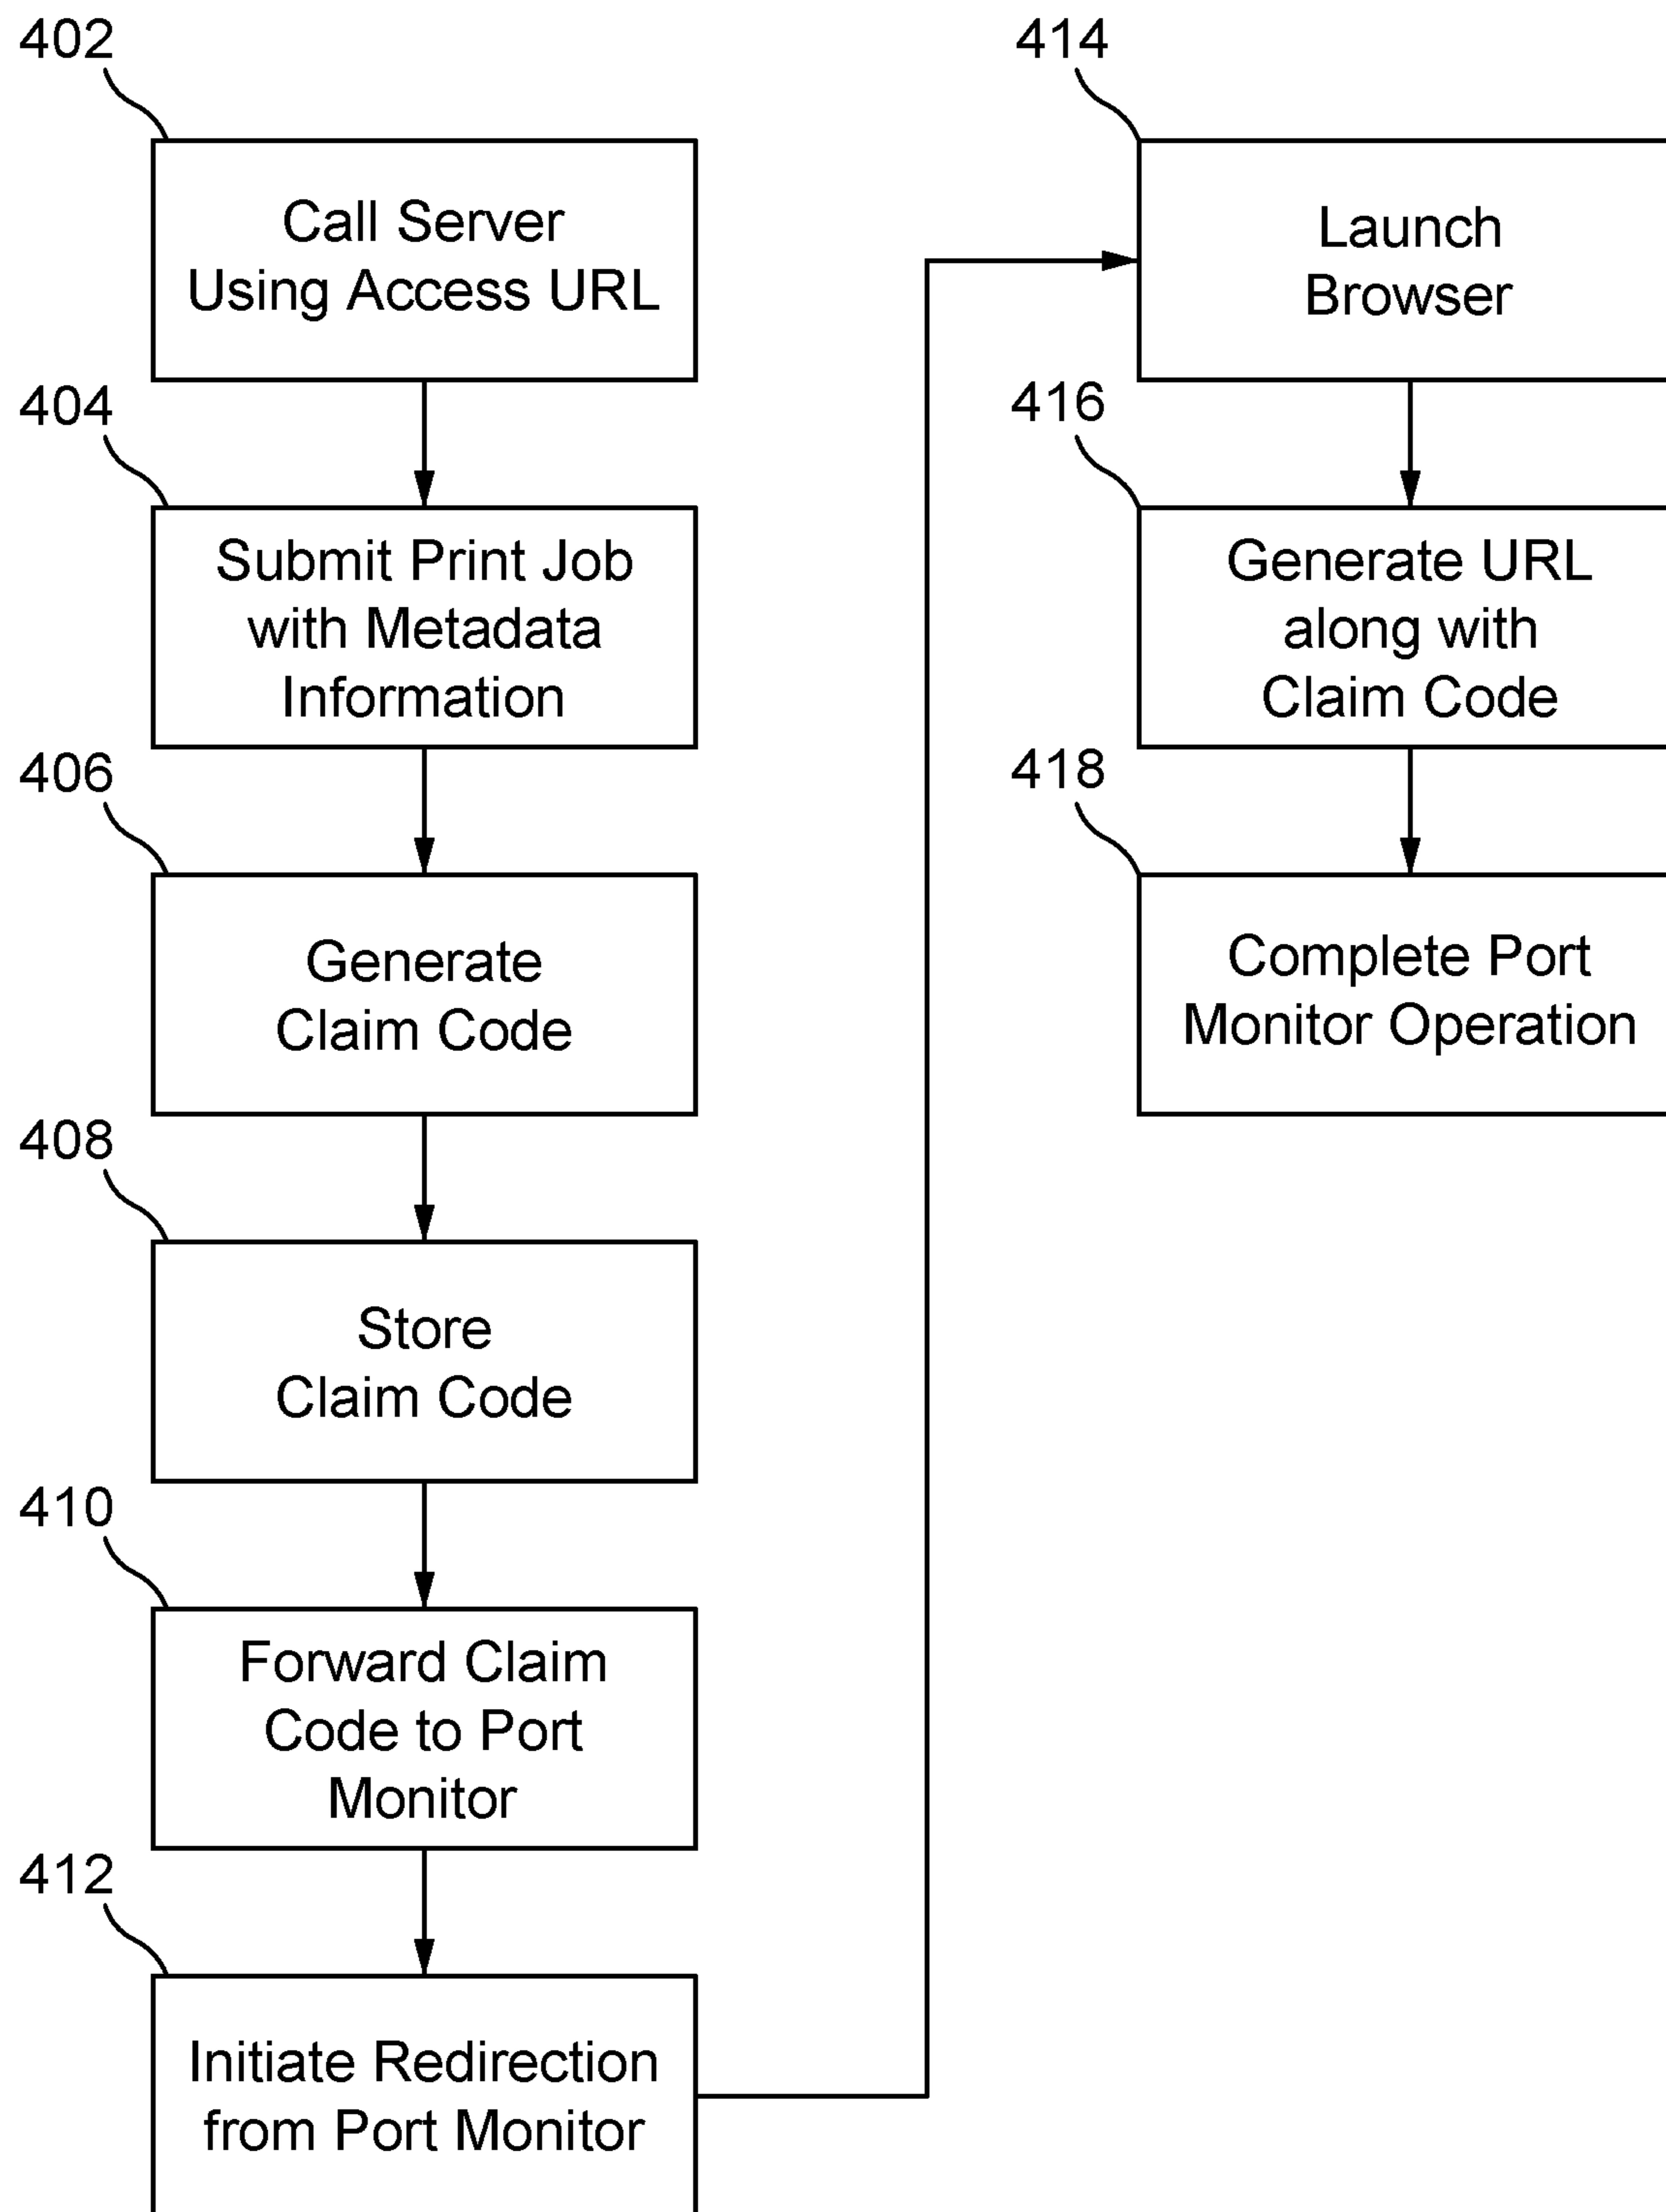 402
Call Server
Using Access URL
404
Submit Print Job
with Metadata
Information
406
Generate
Claim Code
408
Store
Claim Code
410
Forward Claim
Code to Port
Monitor
412
Initiate Redirection
from Port Monitor
414
Launch
Browser
416
Generate URL
along with
Claim Code
418
Complete Port
Monitor Operation